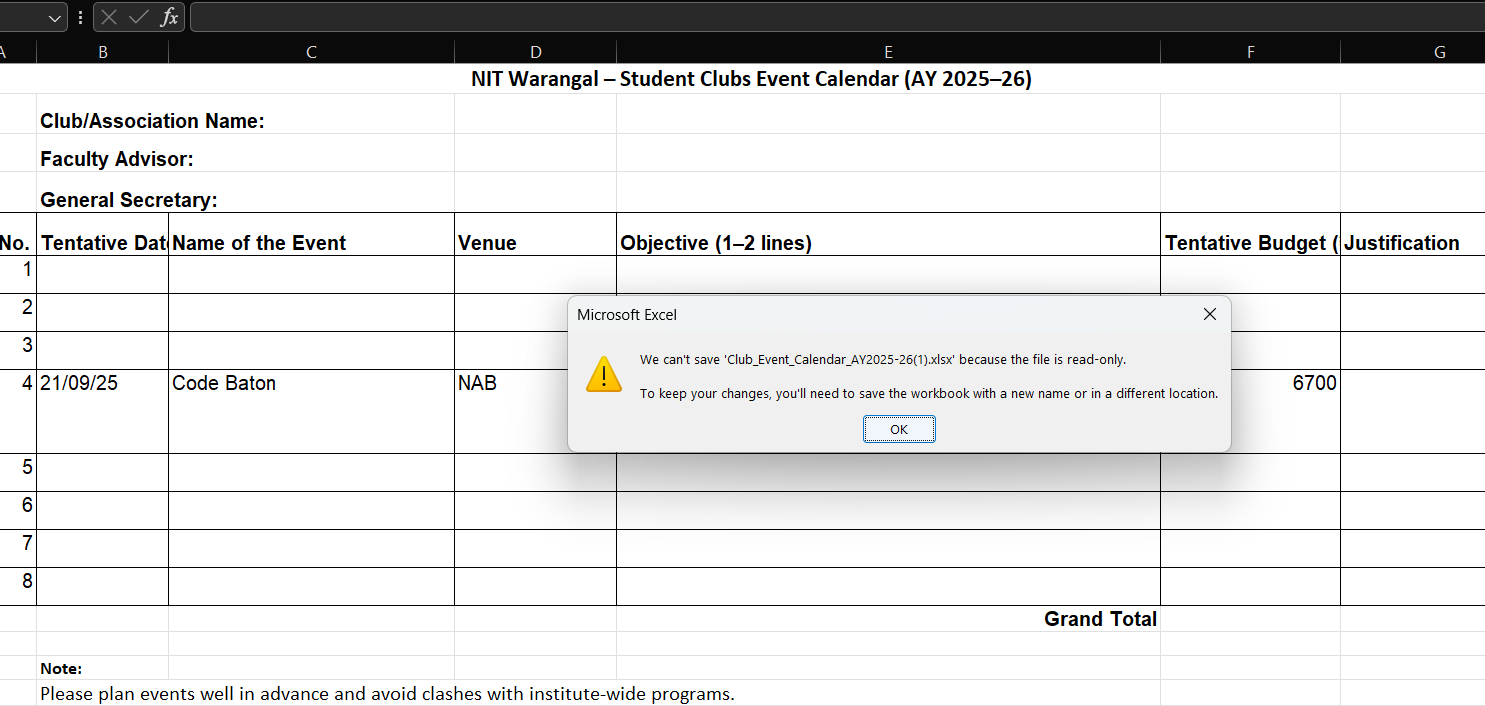 fx
A B C D E F G
NIT Warangal – Student Clubs Event Calendar (AY 2025–26)
Club/Association Name:
Faculty Advisor:
General Secretary:
No. Tentative Dat Name of the Event Venue Objective (1–2 lines) Tentative Budget ( Justification
1
2
3
4 21/09/25 Code Baton NAB 6700
Microsoft Excel
We can't save 'Club_Event_Calendar_AY2025-26(1).xlsx' because the file is read-only.
To keep your changes, you'll need to save the workbook with a new name or in a different location.
OK
5
6
7
8
Grand Total
Note:
Please plan events well in advance and avoid clashes with institute-wide programs.